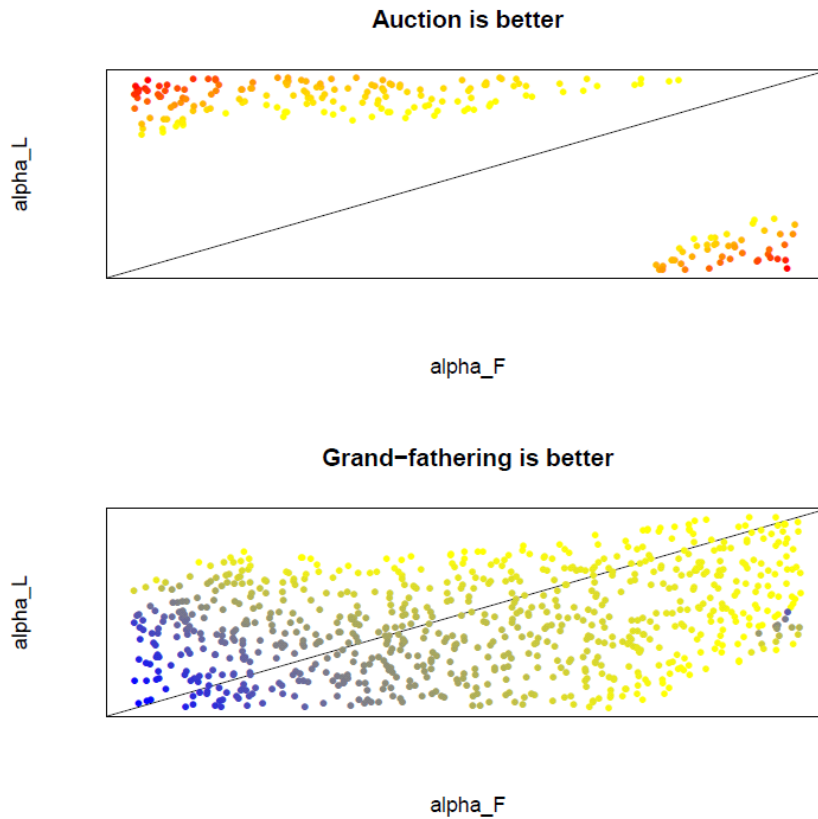 Auction is better
alpha_L
alpha_F
Grand−fathering is better
alpha_L
alpha_F